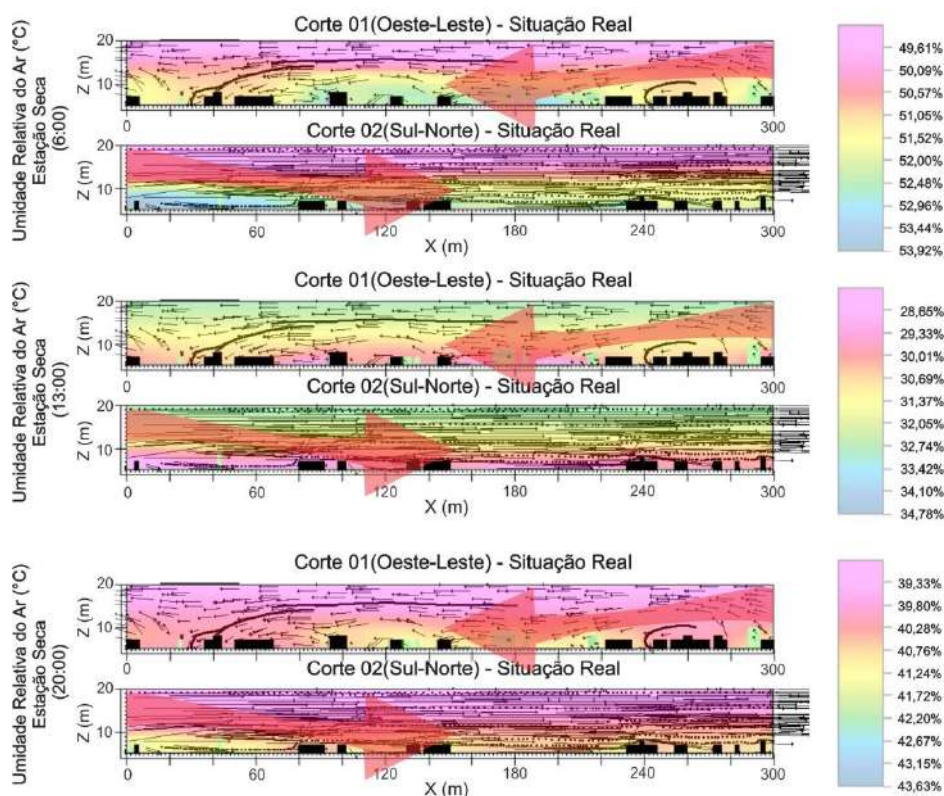 Corte 01(Oeste-Leste) - Situação Real
Umidade Relativa do Ar (°C)
Estação Seca
(6:00)
Z (m)
20
10
0 60 120 180 240 300
Corte 02(Sul-Norte) - Situação Real
Z (m)
20
10
0 60 120 180 240 300
X (m)
49,61%
50,09%
50,57%
51,05%
51,52%
52,00%
52,48%
52,96%
53,44%
53,92%
Corte 01(Oeste-Leste) - Situação Real
Umidade Relativa do Ar (°C)
Estação Seca
(13:00)
Z (m)
20
10
Corte 02(Sul-Norte) - Situação Real
Z (m)
20
10
0 60 120 180 240 300
X (m)
28,65%
29,33%
30,01%
30,69%
31,37%
32,05%
32,74%
33,42%
34,10%
34,78%
Corte 01(Oeste-Leste) - Situação Real
Umidade Relativa do Ar (°C)
Estação Seca
(20:00)
Z (m)
20
10
Corte 02(Sul-Norte) - Situação Real
Z (m)
20
10
0 60 120 180 240 300
X (m)
39,33%
39,80%
40,28%
40,76%
41,24%
41,72%
42,20%
42,67%
43,15%
43,63%